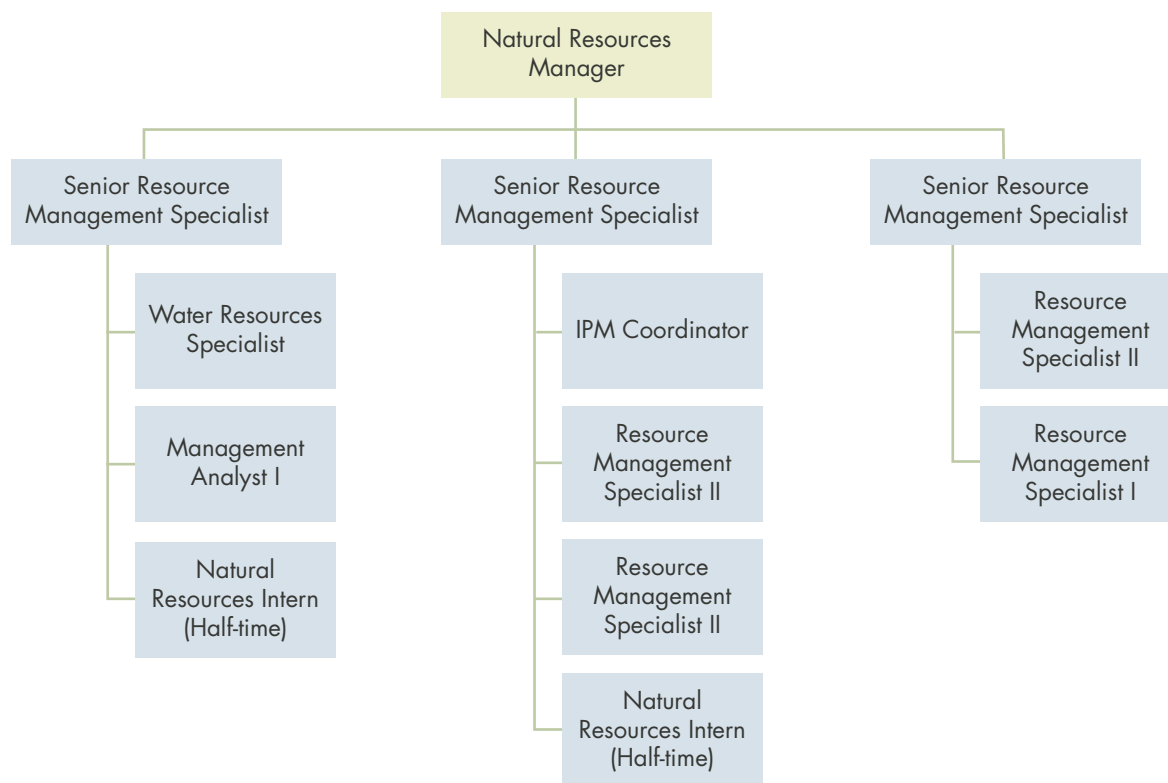 Natural Resources
Manager
Senior Resource
Management Specialist
Water Resources
Specialist
Management
Analyst I
Natural
Resources Intern
(Half-time)
Senior Resource
Management Specialist
IPM Coordinator
Resource
Management
Specialist II
Resource
Management
Specialist II
Natural
Resources Intern
(Half-time)
Senior Resource
Management Specialist
Resource
Management
Specialist II
Resource
Management
Specialist I